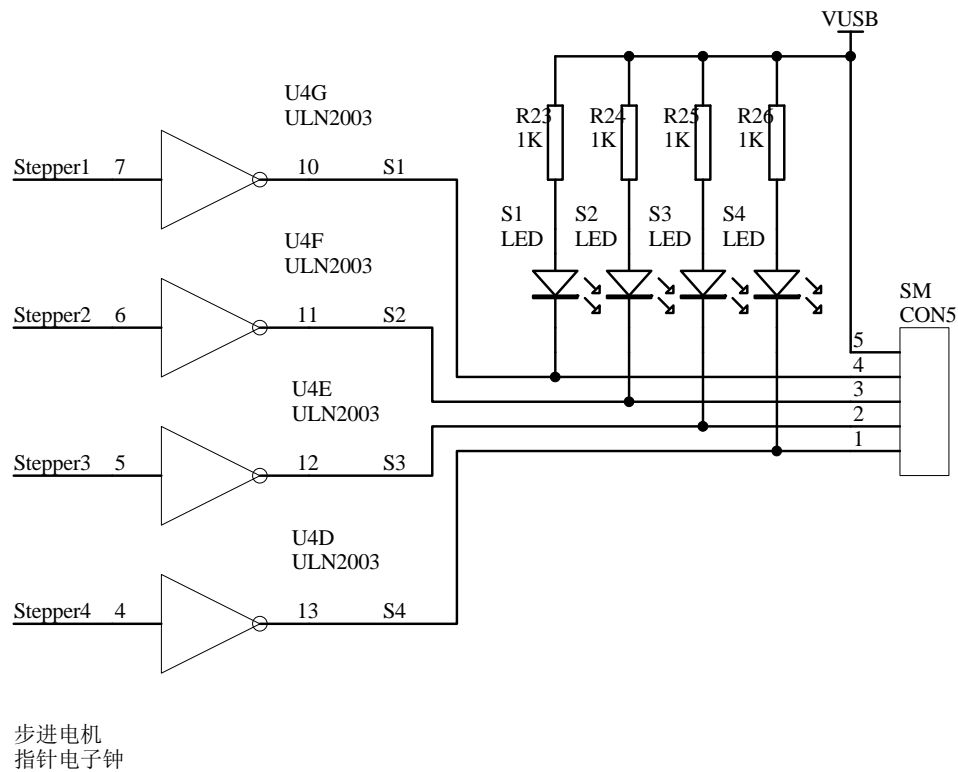 VUSB
U4G
ULN2003
R23
1K
R24
1K
R25
1K
R26
1K
Stepper1 7 10 S1
S1
LED
S2
LED
S3
LED
S4
LED
U4F
ULN2003
SM
CON5
Stepper2 6 11 S2
5
4
3
2
1
U4E
ULN2003
Stepper3 5 12 S3
U4D
ULN2003
Stepper4 4 13 S4
步进电机
指针电子钟